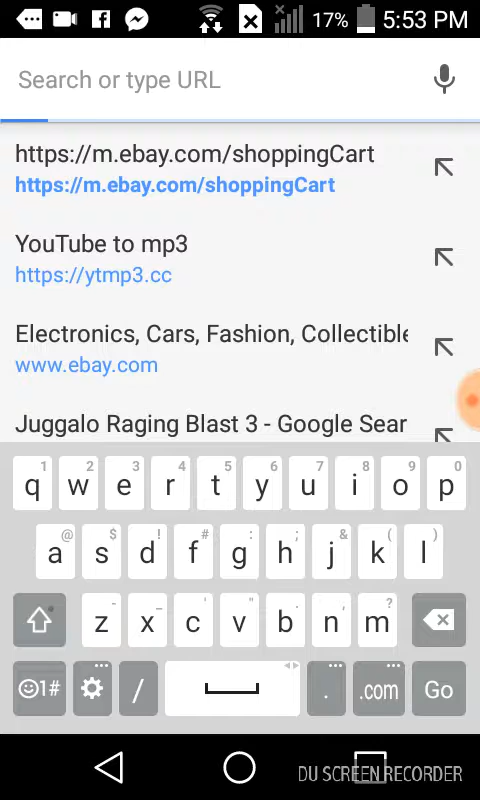 17% 5:53 PM
Search or type URL
https://m.ebay.com/shoppingCart
https://m.ebay.com/shoppingCart
YouTube to mp3
https://ytmp3.cc
Electronics, Cars, Fashion, Collectible
www.ebay.com
Juggalo Raging Blast 3 - Google Sear
1 2 3 4 5 6 7 8 9 0
q w e r t y u i o p
@ $ ! # : ; & ( )
a s d f g h j k l
- _ ' " . , ?
z x c v b n m
1# / . .com Go
DU SCREEN RECORDER